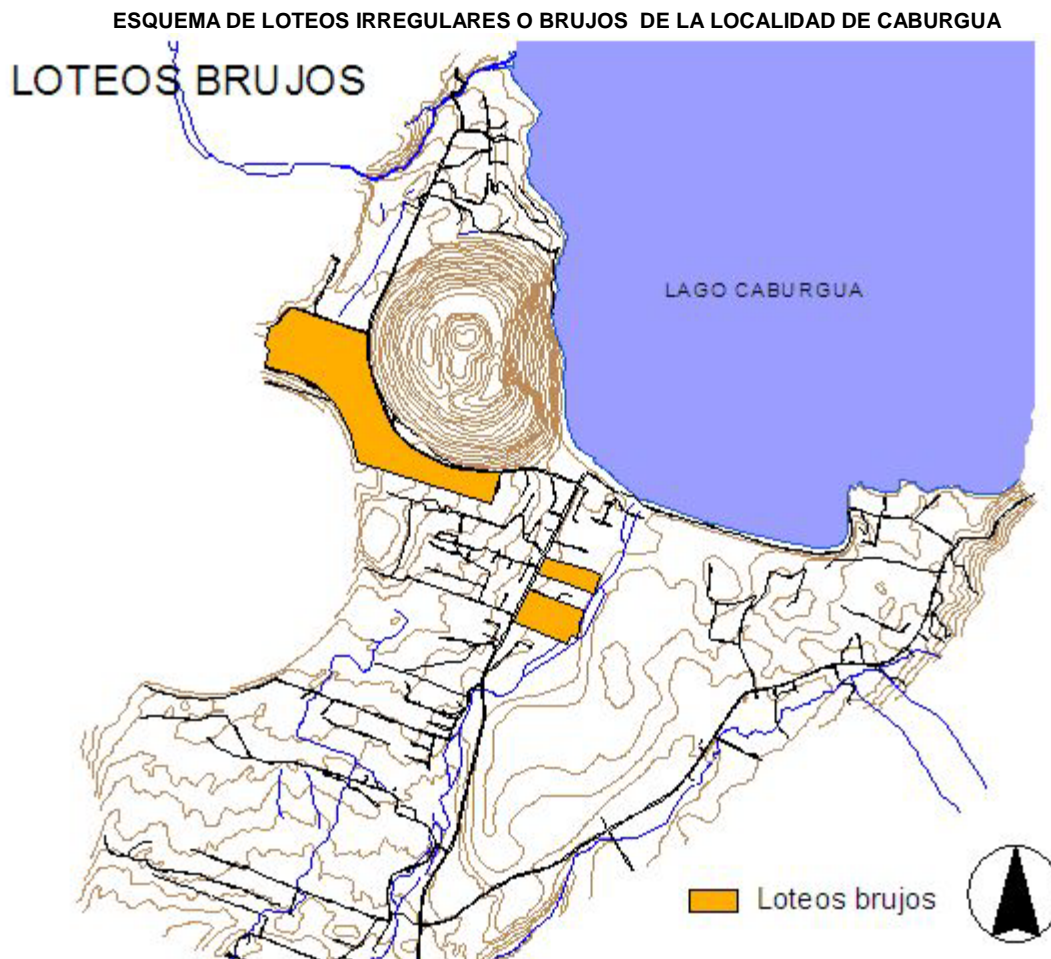 ESQUEMA DE LOTEOS IRREGULARES O BRUJOS DE LA LOCALIDAD DE CABURGUA
LOTEOS BRUJOS
LAGO CABURGUA
Loteos brujos